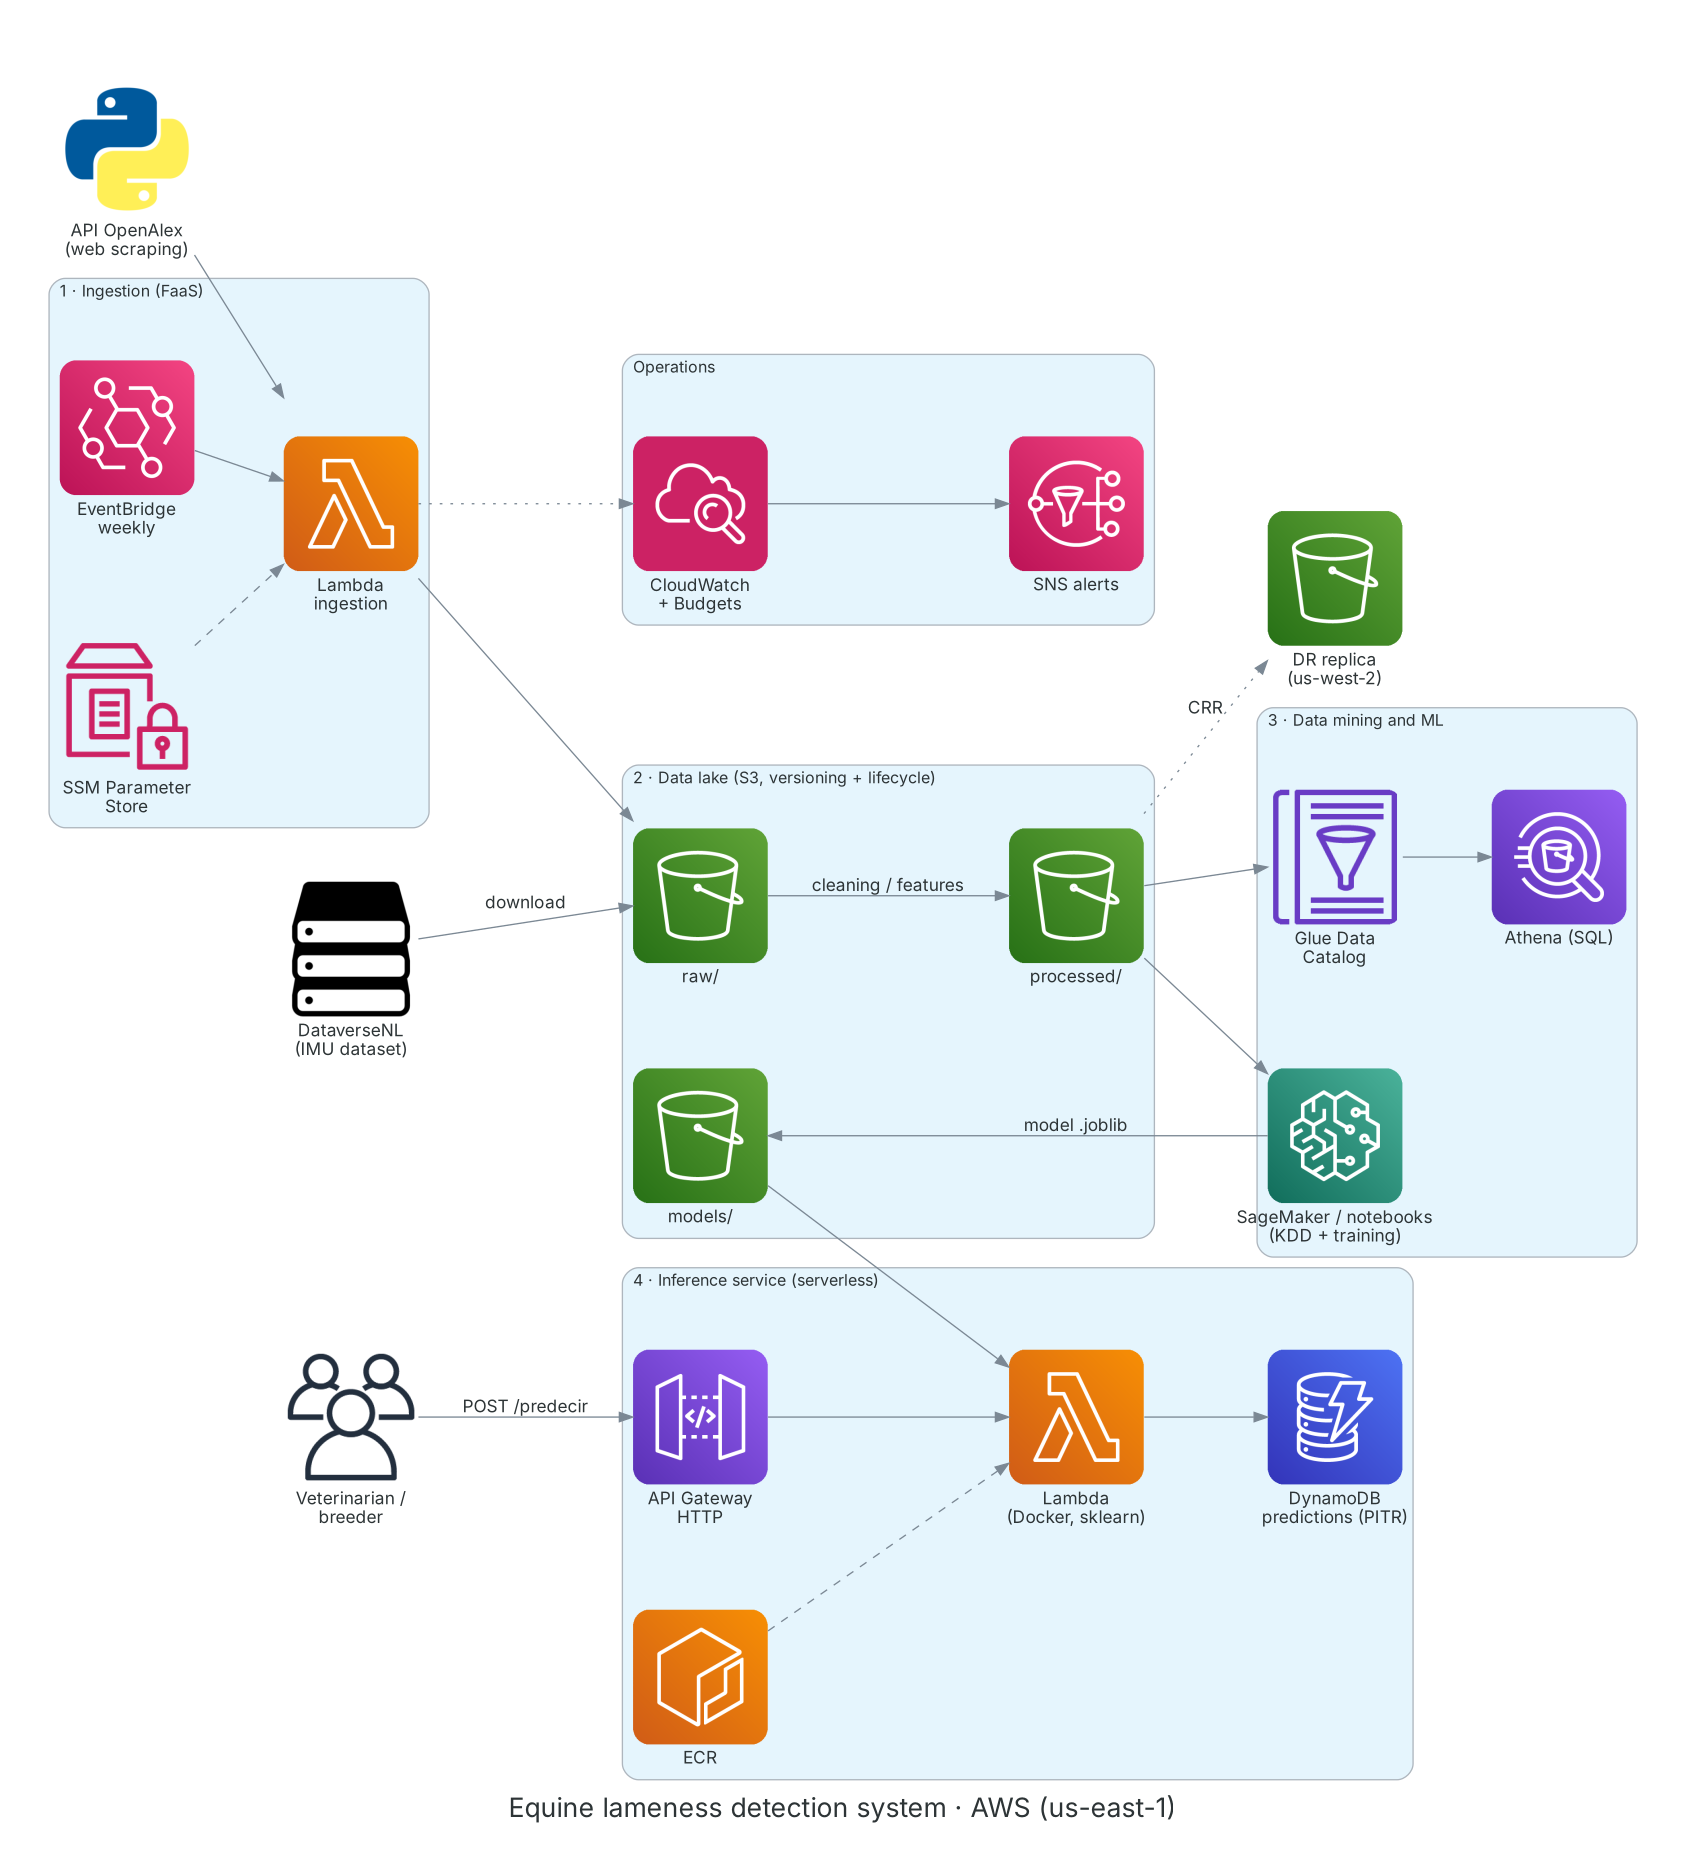 API OpenAlex
(web scraping)
1 · Ingestion (FaaS)
EventBridge
weekly
Lambda
ingestion
SSM Parameter
Store
Operations
CloudWatch
+ Budgets
SNS alerts
DR replica
(us-west-2)
CRR
2 · Data lake (S3, versioning + lifecycle)
raw/
cleaning / features
processed/
download
DataverseNL
(IMU dataset)
models/
model .joblib
3 · Data mining and ML
Glue Data
Catalog
Athena (SQL)
SageMaker / notebooks
(KDD + training)
4 · Inference service (serverless)
Veterinarian /
breeder
POST /predecir
API Gateway
HTTP
Lambda
(Docker, sklearn)
DynamoDB
predictions (PITR)
ECR
Equine lameness detection system · AWS (us-east-1)